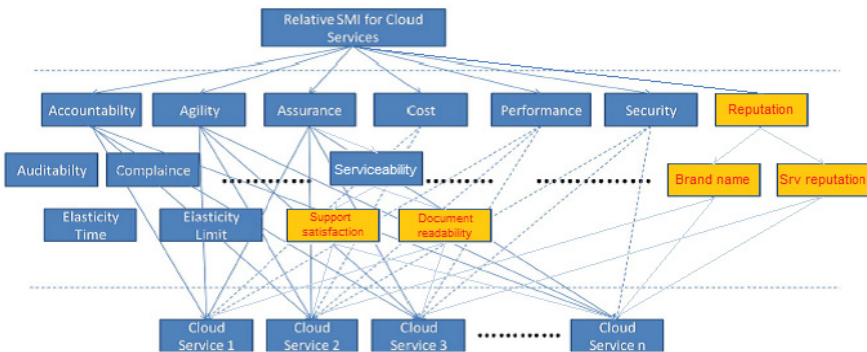 Relative SMI for Cloud
Services
Accountabilty
Agility
Assurance
Cost
Performance
Security
Reputation
Auditabilty
Complaince
Serviceability
Brand name
Srv reputation
Elasticity
Time
Elasticity
Limit
Support
satisfaction
Document
readability
Cloud
Service 1
Cloud
Service 2
Cloud
Service 3
Cloud
Service n